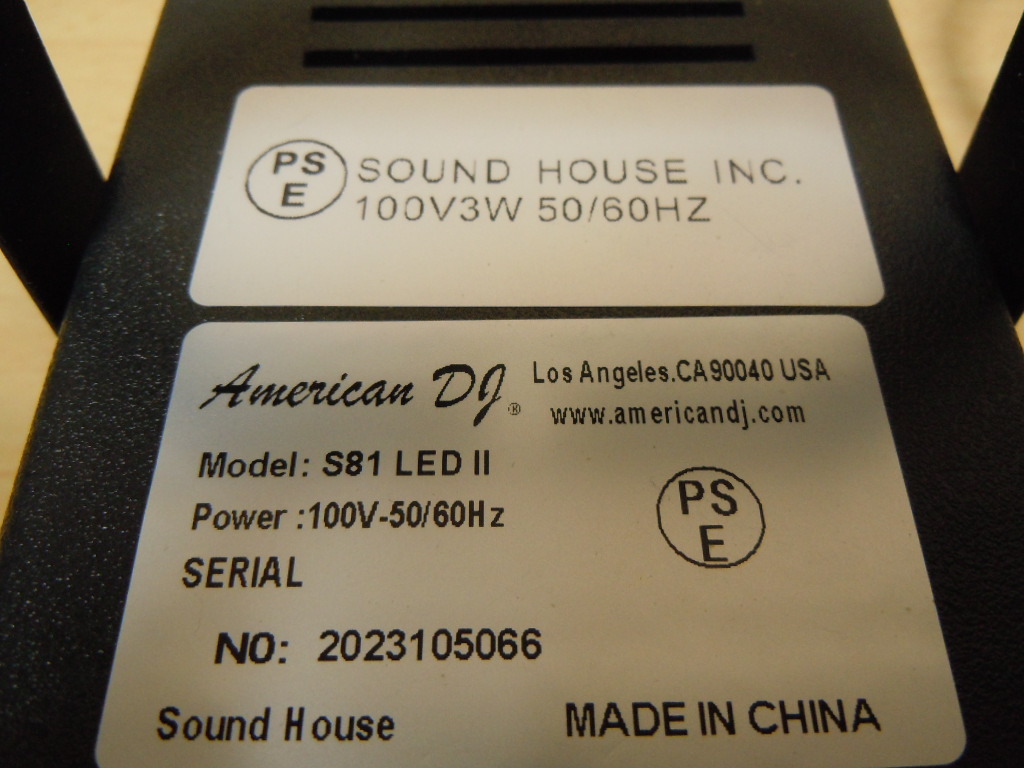 PS
E
SOUND HOUSE INC.
100V3W 50/60HZ
American DJ® Los Angeles.CA90040 USA
www.americandj.com
Model: S81 LED II
Power :100V-50/60Hz
PS
E
SERIAL
NO: 2023105066
Sound House MADE IN CHINA